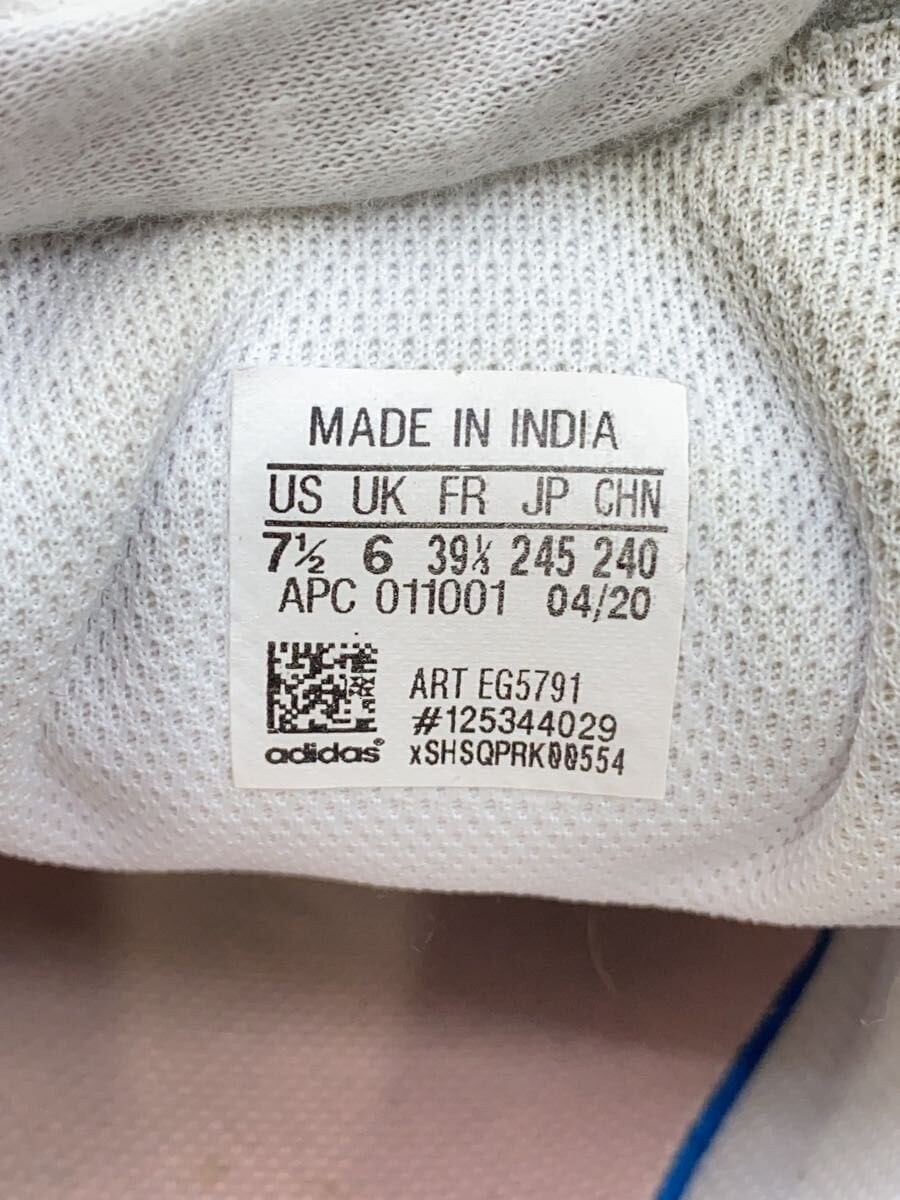 MADE IN INDIA
US UK FR JP CHN
7½ 6 39⅓ 245 240
APC 011001 04/20
ART EG5791
#125344029
adidas® xSHSQPRK00554